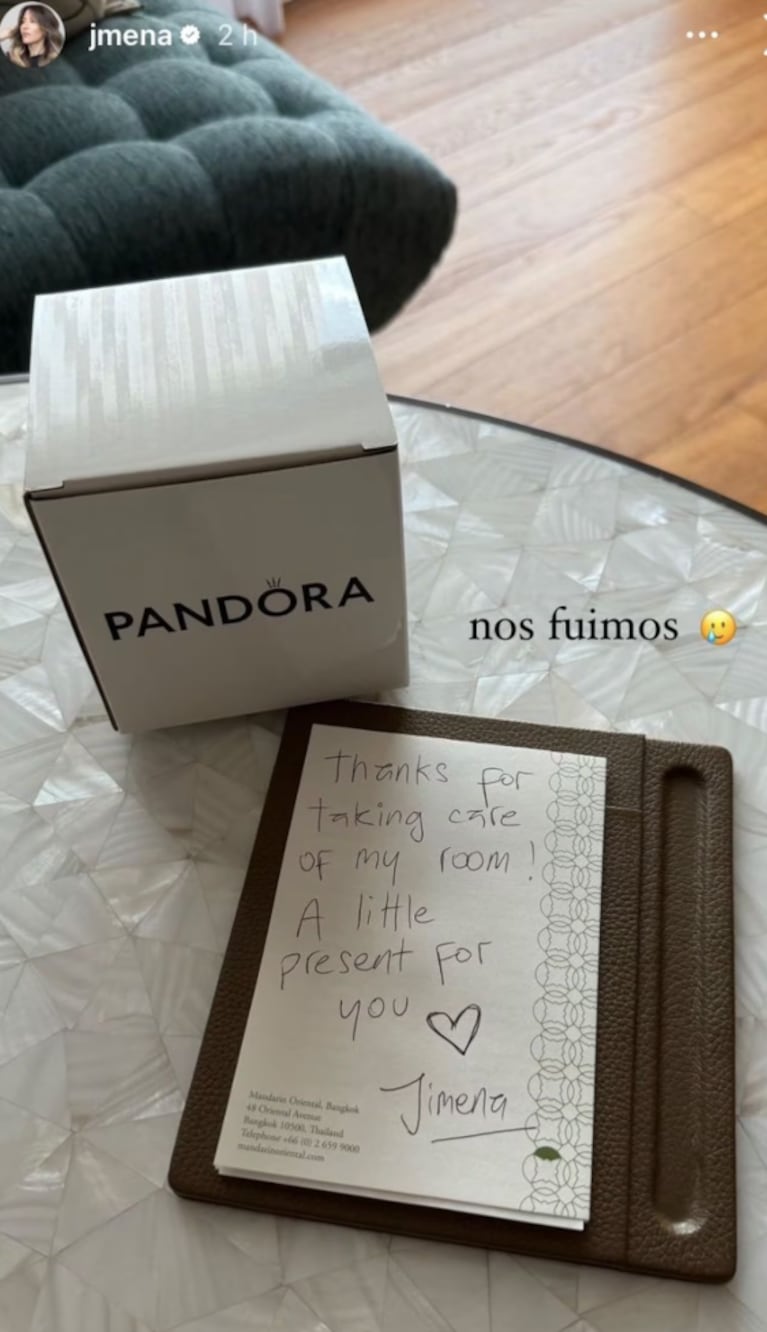 jmena 2 h
PANDORA
nos fuimos 🥲
Thanks for
taking care
of my room!
A little
present for
you ♡
Jimena
Mandarin Oriental, Bangkok
48 Oriental Avenue
Bangkok 10500, Thailand
Telephone +66 (0) 2 659 9000
mandarinoriental.com